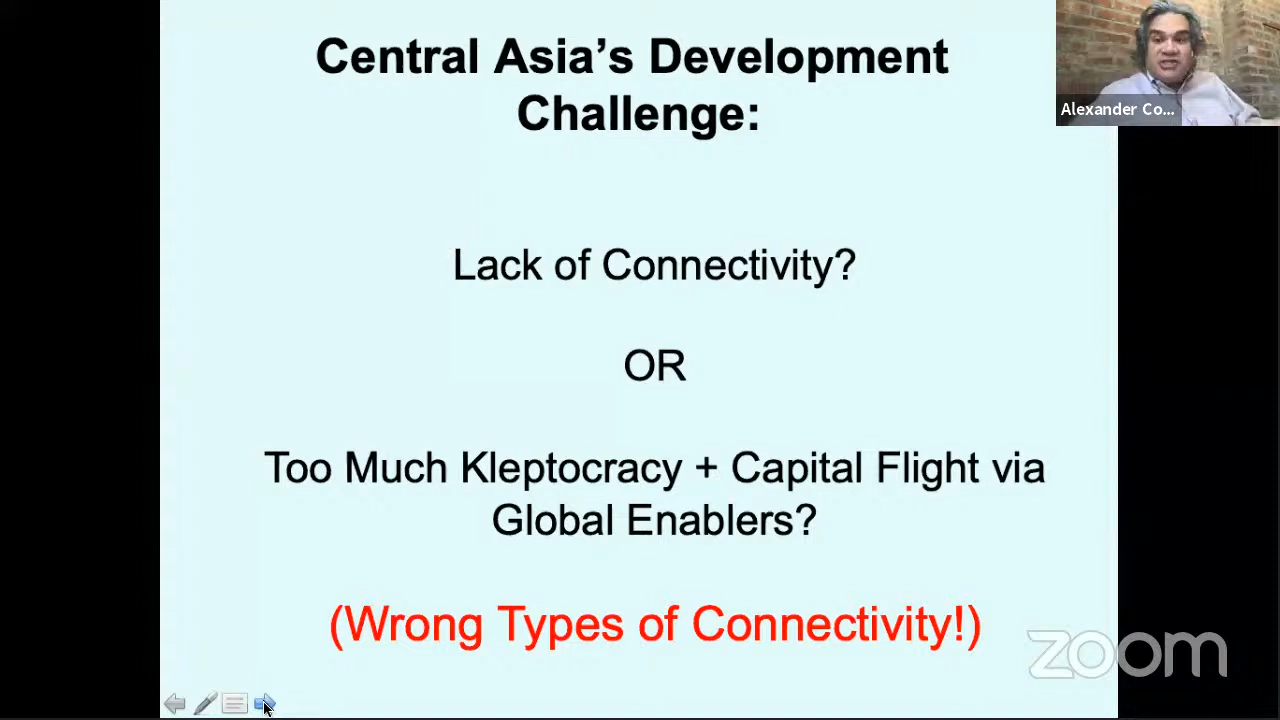 Central Asia's Development
Challenge:
Lack of Connectivity?
OR
Too Much Kleptocracy + Capital Flight via
Global Enablers?
(Wrong Types of Connectivity!)
Alexander Co...
zoom